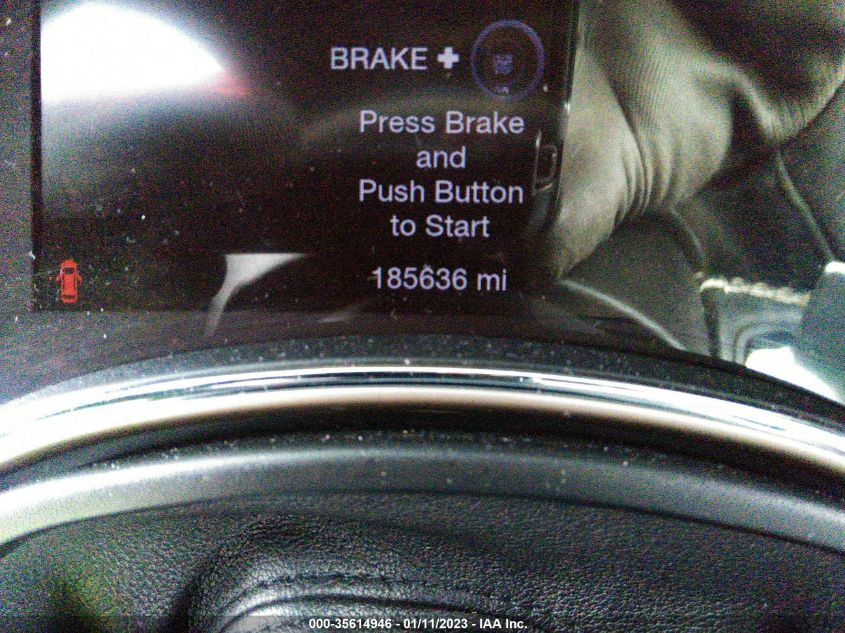 BRAKE +
Press Brake
and
Push Button
to Start
185636 mi
000-35614946 - 01/11/2023 - IAA Inc.